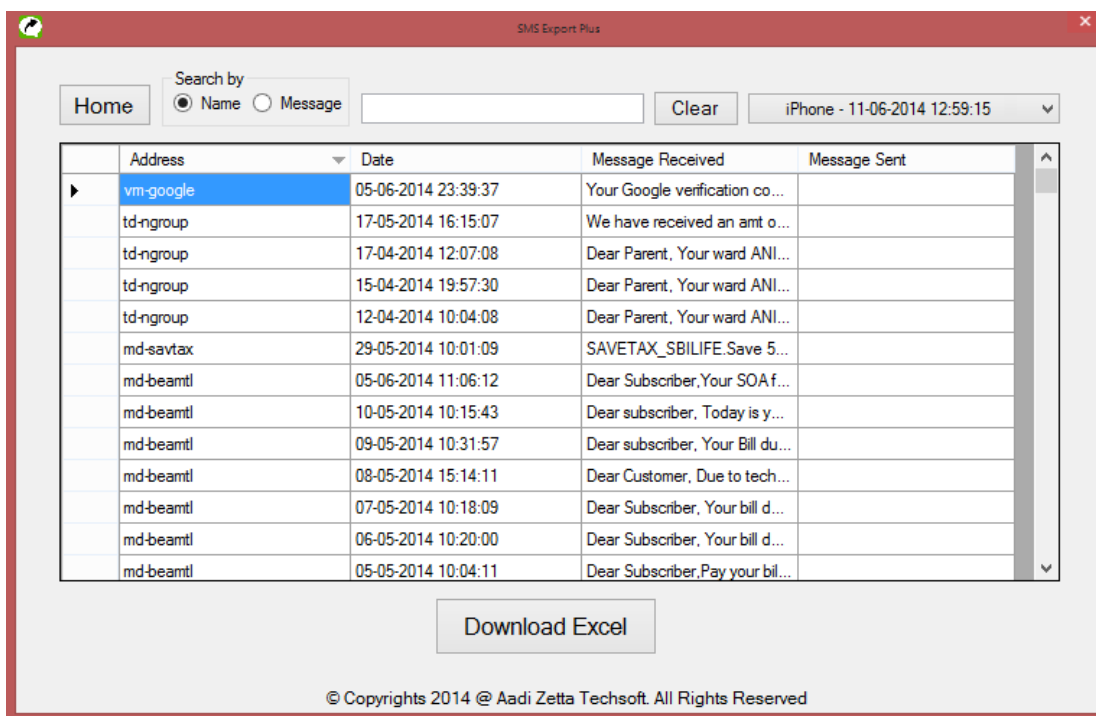 SMS Export Plus
Search by
Home Name Message Clear iPhone - 11-06-2014 12:59:15
Address Date Message Received Message Sent
vm-google 05-06-2014 23:39:37 Your Google verification co...
td-ngroup 17-05-2014 16:15:07 We have received an amt o...
td-ngroup 17-04-2014 12:07:08 Dear Parent, Your ward ANI...
td-ngroup 15-04-2014 19:57:30 Dear Parent, Your ward ANI...
td-ngroup 12-04-2014 10:04:08 Dear Parent, Your ward ANI...
md-savtax 29-05-2014 10:01:09 SAVETAX_SBILIFE.Save 5...
md-beamtl 05-06-2014 11:06:12 Dear Subscriber,Your SOA f...
md-beamtl 10-05-2014 10:15:43 Dear subscriber, Today is y...
md-beamtl 09-05-2014 10:31:57 Dear subscriber, Your Bill du...
md-beamtl 08-05-2014 15:14:11 Dear Customer, Due to tech...
md-beamtl 07-05-2014 10:18:09 Dear Subscriber, Your bill d...
md-beamtl 06-05-2014 10:20:00 Dear Subscriber, Your bill d...
md-beamtl 05-05-2014 10:04:11 Dear Subscriber,Pay your bil...
Download Excel
© Copyrights 2014 @ Aadi Zetta Techsoft. All Rights Reserved